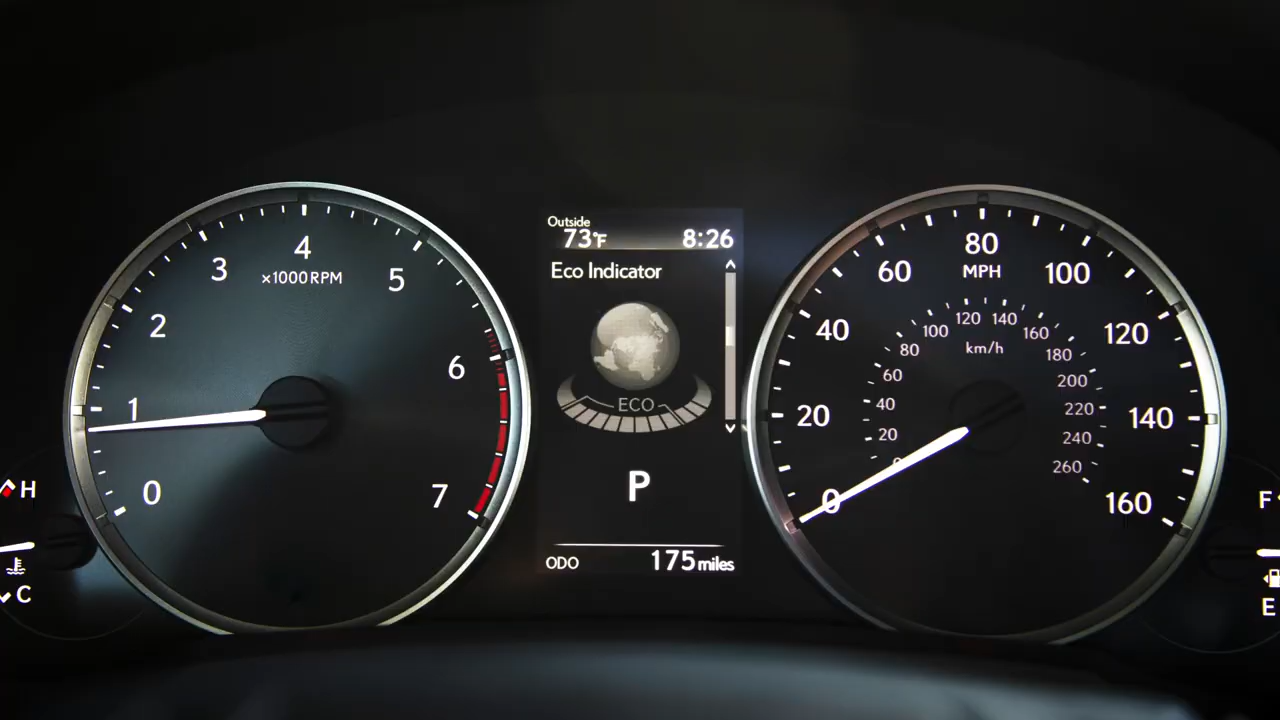 0
1
2
3
4
5
6
7
×1000RPM
H
C
Outside
73°F 8:26
Eco Indicator
ECO
P
ODO 175 miles
0
20
40
60
80
100
120
140
160
MPH
20
40
60
80
100
120
140
160
180
200
220
240
260
km/h
F
E